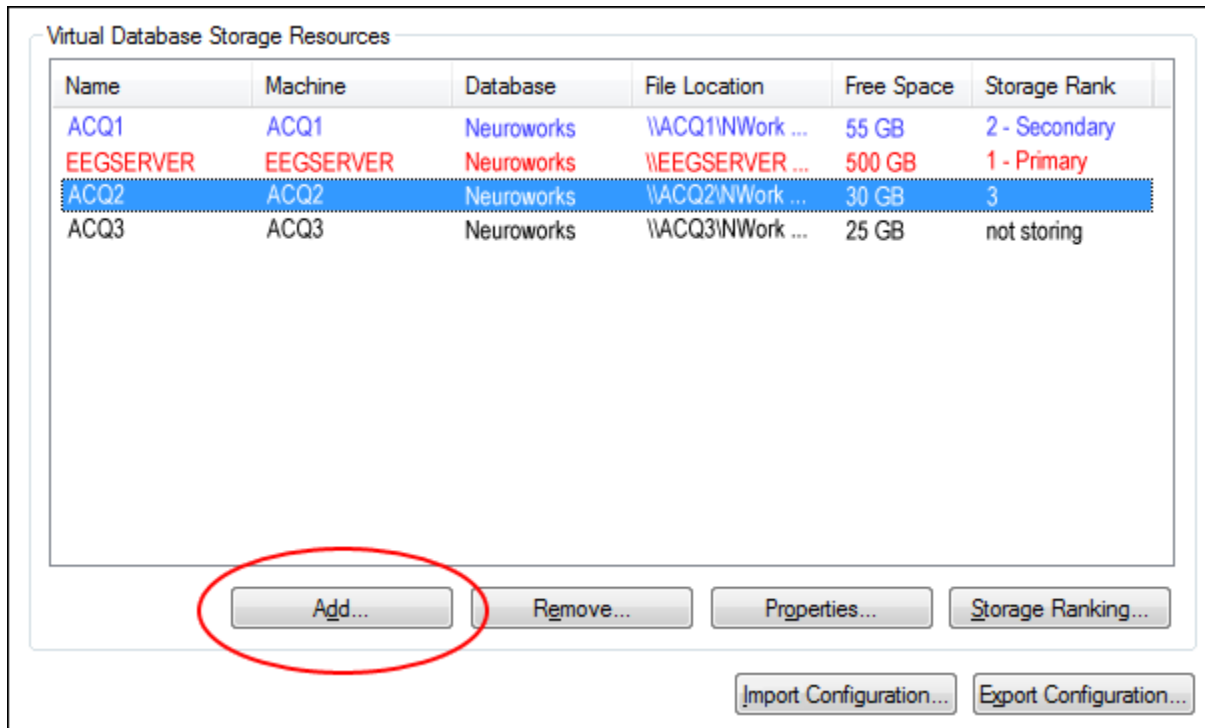 Virtual Database Storage Resources
Name Machine Database File Location Free Space Storage Rank
ACQ1 ACQ1 Neuroworks \\ACQ1\NWork ... 55 GB 2 - Secondary
EEGSERVER EEGSERVER Neuroworks \\EEGSERVER ... 500 GB 1 - Primary
ACQ2 ACQ2 Neuroworks \\ACQ2\NWork ... 30 GB 3
ACQ3 ACQ3 Neuroworks \\ACQ3\NWork ... 25 GB not storing
Add... Remove... Properties... Storage Ranking...
Import Configuration... Export Configuration...